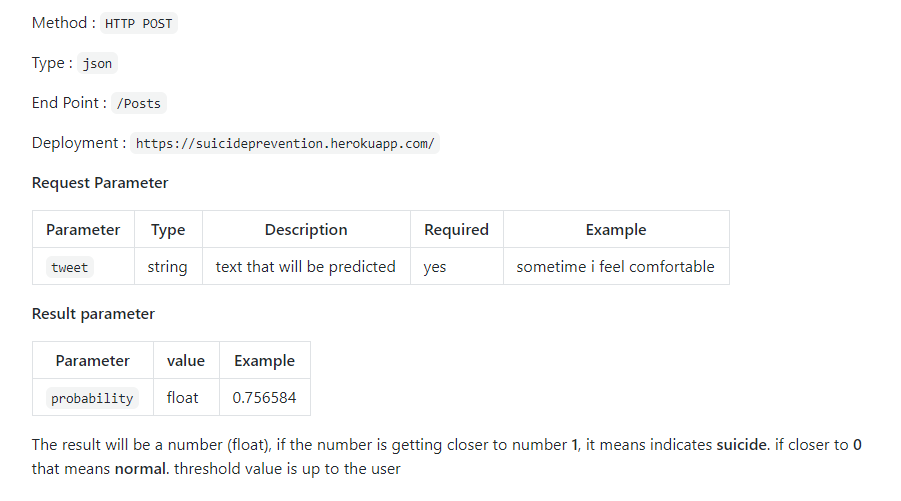 Method : HTTP POST
Type : json
End Point : /Posts
Deployment : https://suicideprevention.herokuapp.com/
Request Parameter
Parameter Type Description Required Example
tweet string text that will be predicted yes sometime i feel comfortable
Result parameter
Parameter value Example
probability float 0.756584
The result will be a number (float), if the number is getting closer to number 1, it means indicates suicide. if closer to 0
that means normal. threshold value is up to the user